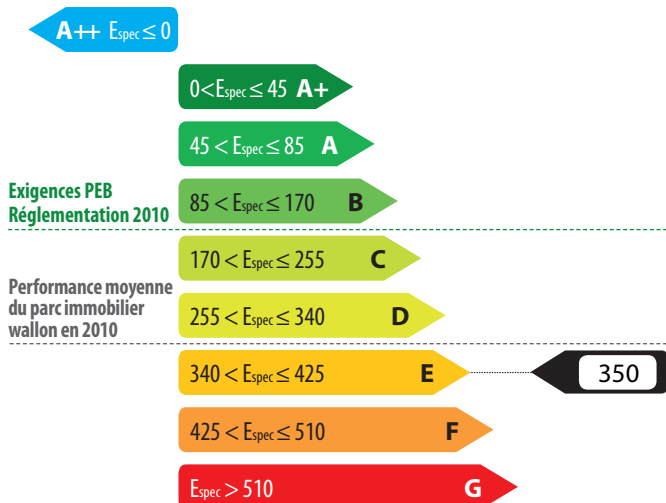 A++ Espec ≤ 0
0<Espec ≤ 45 A+
45 < Espec ≤ 85 A
Exigences PEB
Réglementation 2010
85 < Espec ≤ 170 B
170 < Espec ≤ 255 C
Performance moyenne
du parc immobilier
wallon en 2010
255 < Espec ≤ 340 D
340 < Espec ≤ 425 E 350
425 < Espec ≤ 510 F
Espec > 510 G